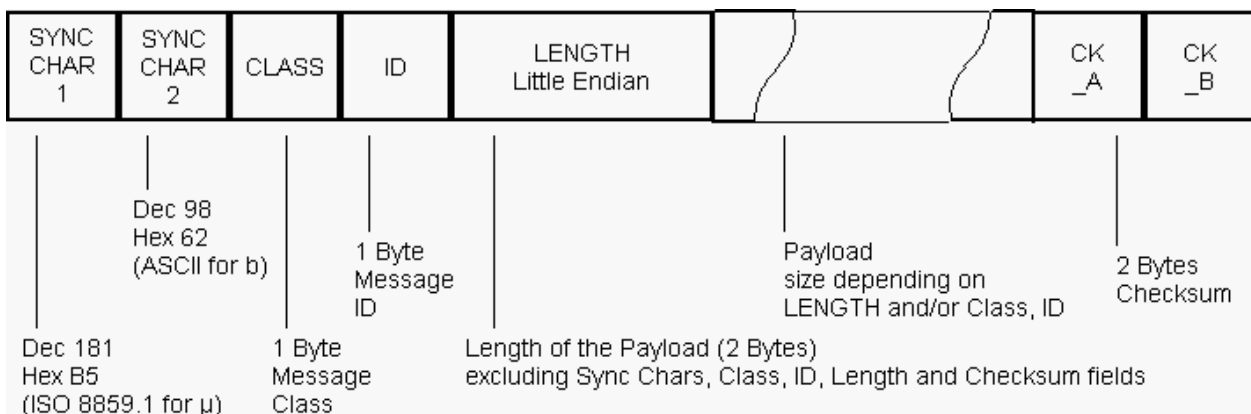 SYNC
CHAR
1
SYNC
CHAR
2
CLASS
ID
LENGTH
Little Endian
CK
_A
CK
_B
Dec 98
Hex 62
(ASCII for b)
1 Byte
Message
ID
Payload
size depending on
LENGTH and/or Class, ID
2 Bytes
Checksum
Dec 181
Hex B5
(ISO 8859.1 for µ)
1 Byte
Message
Class
Length of the Payload (2 Bytes)
excluding Sync Chars, Class, ID, Length and Checksum fields